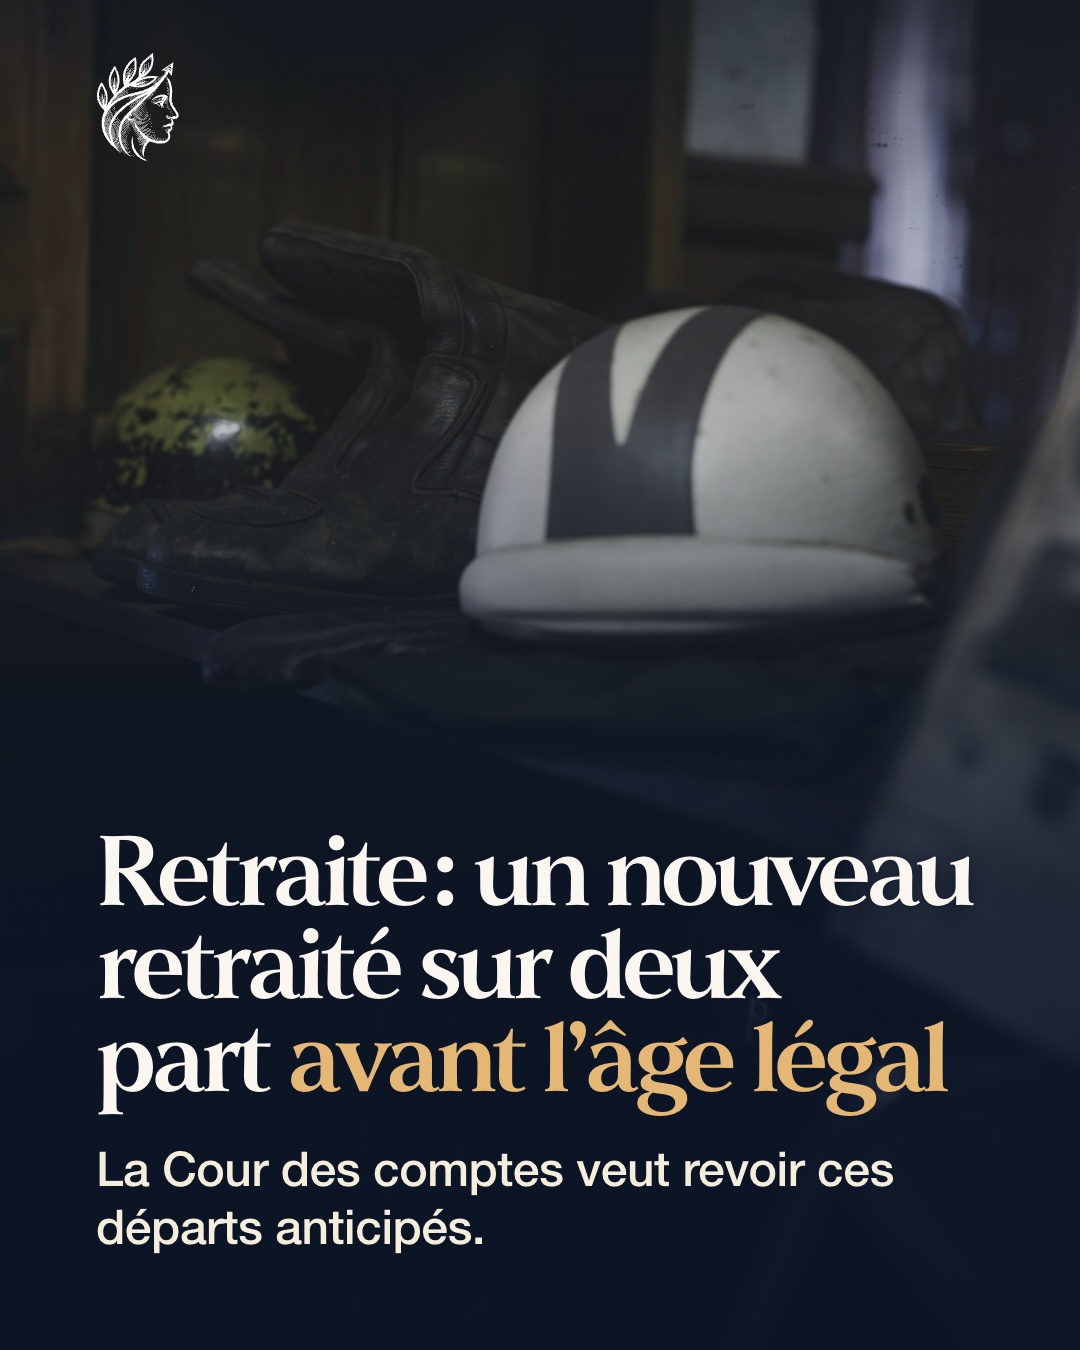 Retraite: un nouveau
retraité sur deux
part avant l’âge légal
La Cour des comptes veut revoir ces
départs anticipés.